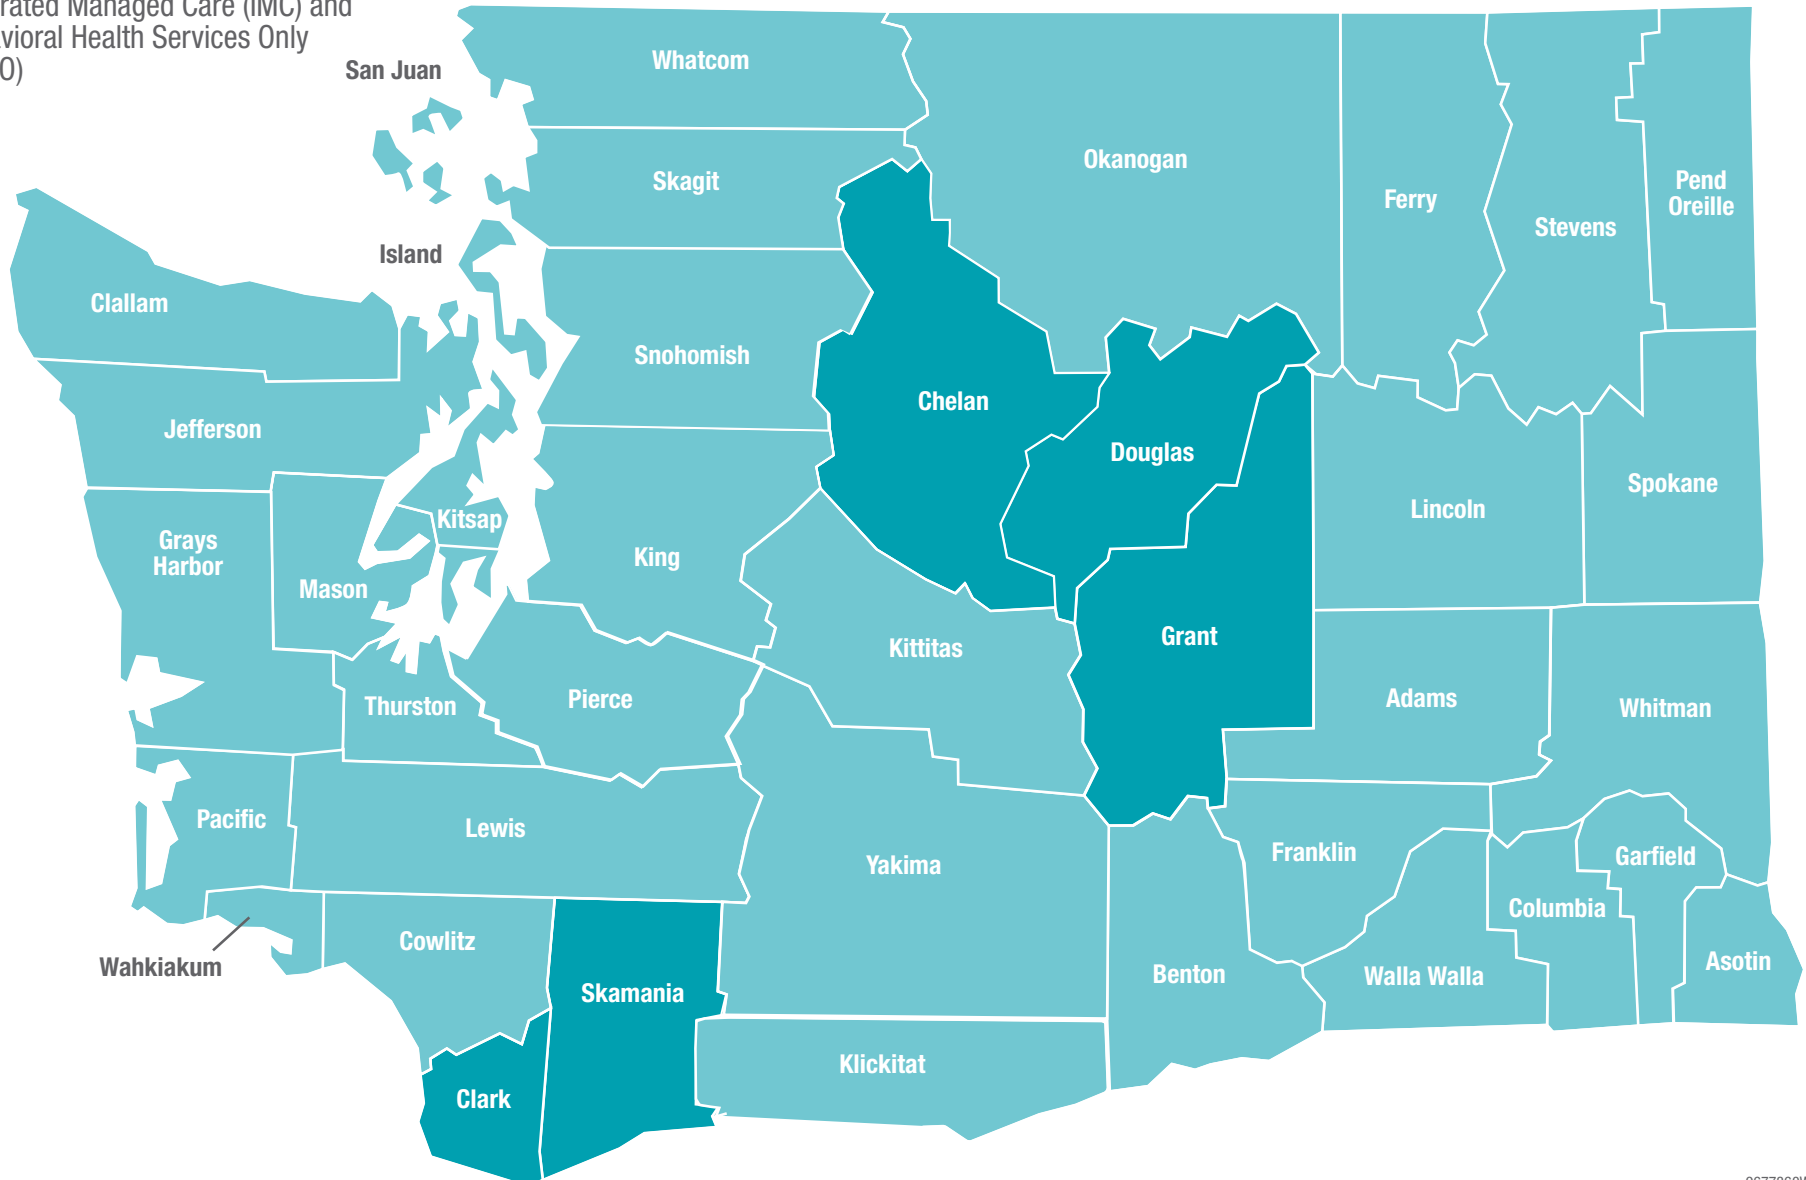 rated Managed Care (IMC) and
vioral Health Services Only
O)
San Juan
Whatcom
Okanogan
Skagit
Ferry
Pend
Oreille
Stevens
Island
Clallam
Snohomish
Chelan
Jefferson
Douglas
Spokane
Lincoln
Kitsap
Grays
Harbor
King
Mason
Grant
Kittitas
Adams
Pierce
Thurston
Whitman
Pacific
Lewis
Yakima
Franklin
Garfield
Columbia
Cowlitz
Wahkiakum
Asotin
Benton
Walla Walla
Skamania
Klickitat
Clark